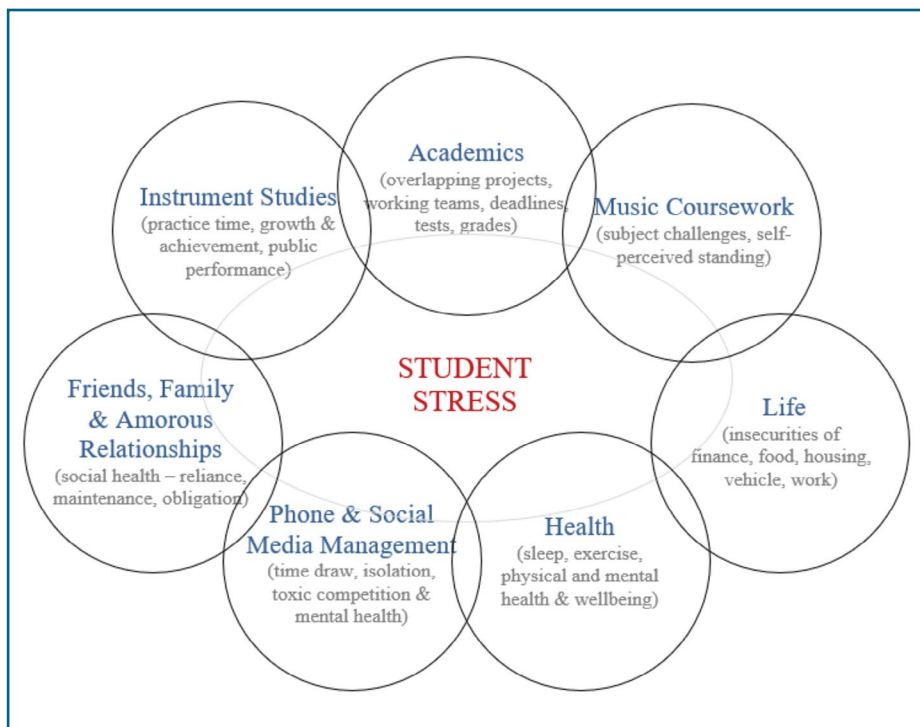 Academics
(overlapping projects,
working teams, deadlines,
tests, grades)
Instrument Studies
(practice time, growth &
achievement, public
performance)
Music Coursework
(subject challenges, self-
perceived standing)
STUDENT
STRESS
Friends, Family
& Amorous
Relationships
(social health – reliance,
maintenance, obligation)
Life
(insecurities of
finance, food, housing,
vehicle, work)
Phone & Social
Media Management
(time draw, isolation,
toxic competition &
mental health)
Health
(sleep, exercise,
physical and mental
health & wellbeing)